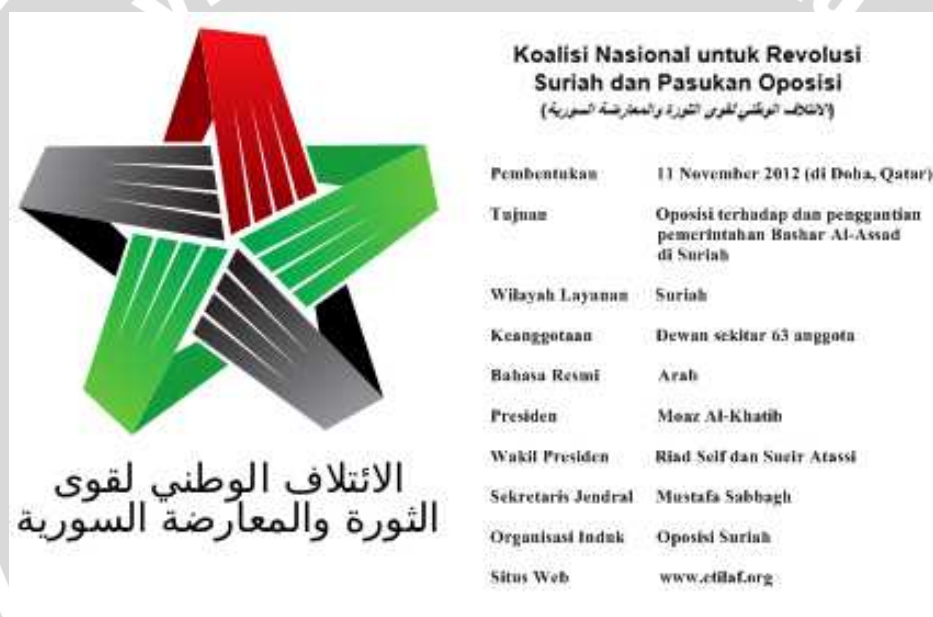 الائتلاف الوطني لقوى
الثورة والمعارضة السورية
Koalisi Nasional untuk Revolusi
Suriah dan Pasukan Oposisi
(الائتلاف الوطني لقوى الثورة والمعارضة السورية)
Pembentukan 11 November 2012 (di Doha, Qatar)
Tujuan Oposisi terhadap dan penggantian
pemerintahan Bashar Al-Assad
di Suriah
Wilayah Layanan Suriah
Keanggotaan Dewan sekitar 63 anggota
Bahasa Resmi Arab
Presiden Moaz Al-Khatib
Wakil Presiden Riad Seif dan Sueir Atassi
Sekretaris Jendral Mustafa Sabbagh
Organisasi Induk Oposisi Suriah
Situs Web www.etilaf.org